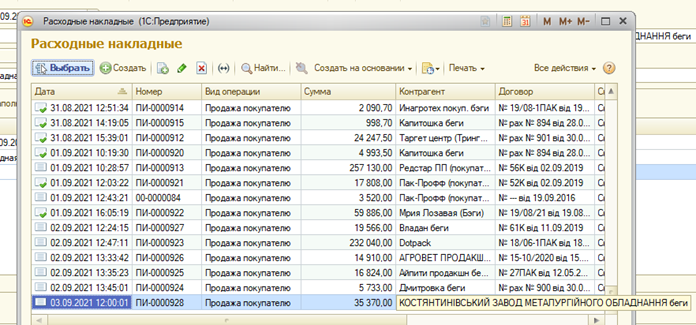 Расходные накладные (1С:Предприятие)
M M+ M-
Расходные накладные
Выбрать Создать Найти... Создать на основании Печать Все действия
Дата Номер Вид операции Сумма Контрагент Договор
31.08.2021 12:51:34 ПИ-0000914 Продажа покупателю 2 090,70 Инагротех покуп. бэги № 19/08-1ПАК від 19...
31.08.2021 14:19:05 ПИ-0000915 Продажа покупателю 998,70 Капитошка беги № рах № 894 від 28.0...
31.08.2021 15:39:01 ПИ-0000912 Продажа покупателю 24 247,50 Таргет центр (Тринг... № рах № 901 від 30.0...
01.09.2021 10:19:30 ПИ-0000920 Продажа покупателю 4 993,50 Капитошка беги № рах № 894 від 28.0...
01.09.2021 10:28:57 ПИ-0000913 Продажа покупателю 257 130,00 Редстар ПП (покупат... № 56К від 02.09.2019
01.09.2021 12:03:22 ПИ-0000921 Продажа покупателю 17 808,00 Пак-Профф (покупат... № 52К від 02.09.2019
01.09.2021 12:43:21 00-0000084 Продажа покупателю 3 520,00 Пак-Профф (покупат... № --- від 19.09.2016
01.09.2021 16:05:19 ПИ-0000922 Продажа покупателю 59 886,00 Мрия Лозавая (Бэги) № 19/08/21 від 19.08...
02.09.2021 12:24:15 ПИ-0000927 Продажа покупателю 19 566,00 Владан беги № 61К від 11.09.2019
02.09.2021 12:47:11 ПИ-0000923 Продажа покупателю 232 040,00 Dotpack № 18/06-1ПАК від 18...
02.09.2021 13:33:42 ПИ-0000926 Продажа покупателю 14 910,00 АГРОВЕТ ПРОДАКШ... № 15-10/2020 від 15....
02.09.2021 13:35:23 ПИ-0000925 Продажа покупателю 16 824,00 Айпити продакшн бе... № 27ПАК від 12.05.2...
02.09.2021 13:45:01 ПИ-0000924 Продажа покупателю 5 733,00 Дмитровка беги № рах № 900 від 30.0...
03.09.2021 12:00:01 ПИ-0000928 Продажа покупателю 35 370,00 КОСТЯНТИНІВСЬКИЙ ЗАВОД МЕТАЛУРГІЙНОГО ОБЛАДНАННЯ беги